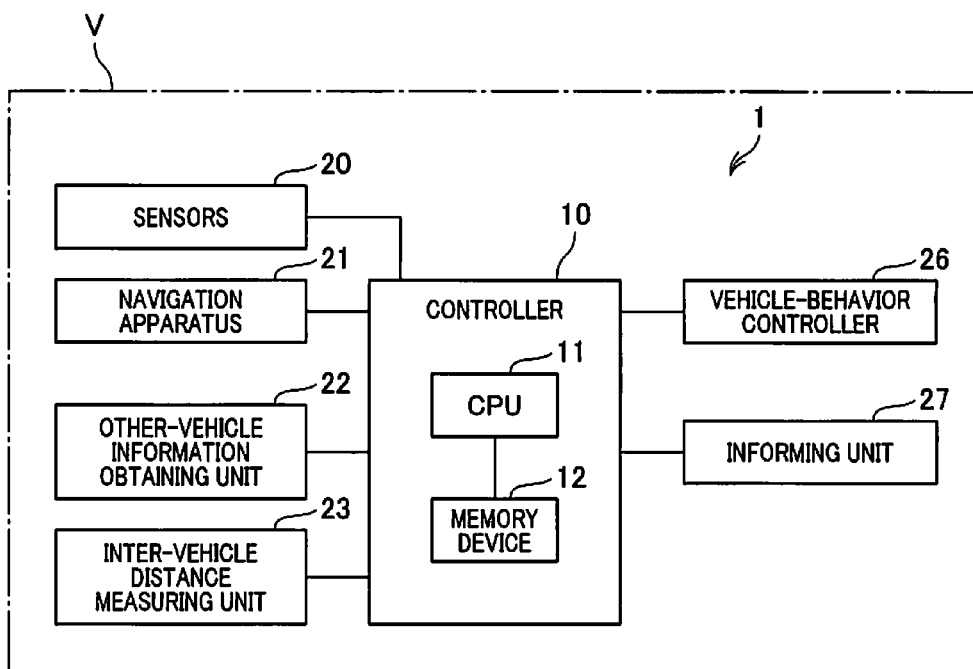 V
1
20
SENSORS
21
NAVIGATION
APPARATUS
22
OTHER-VEHICLE
INFORMATION
OBTAINING UNIT
23
INTER-VEHICLE
DISTANCE
MEASURING UNIT
10
CONTROLLER
11
CPU
12
MEMORY
DEVICE
26
VEHICLE-BEHAVIOR
CONTROLLER
27
INFORMING UNIT